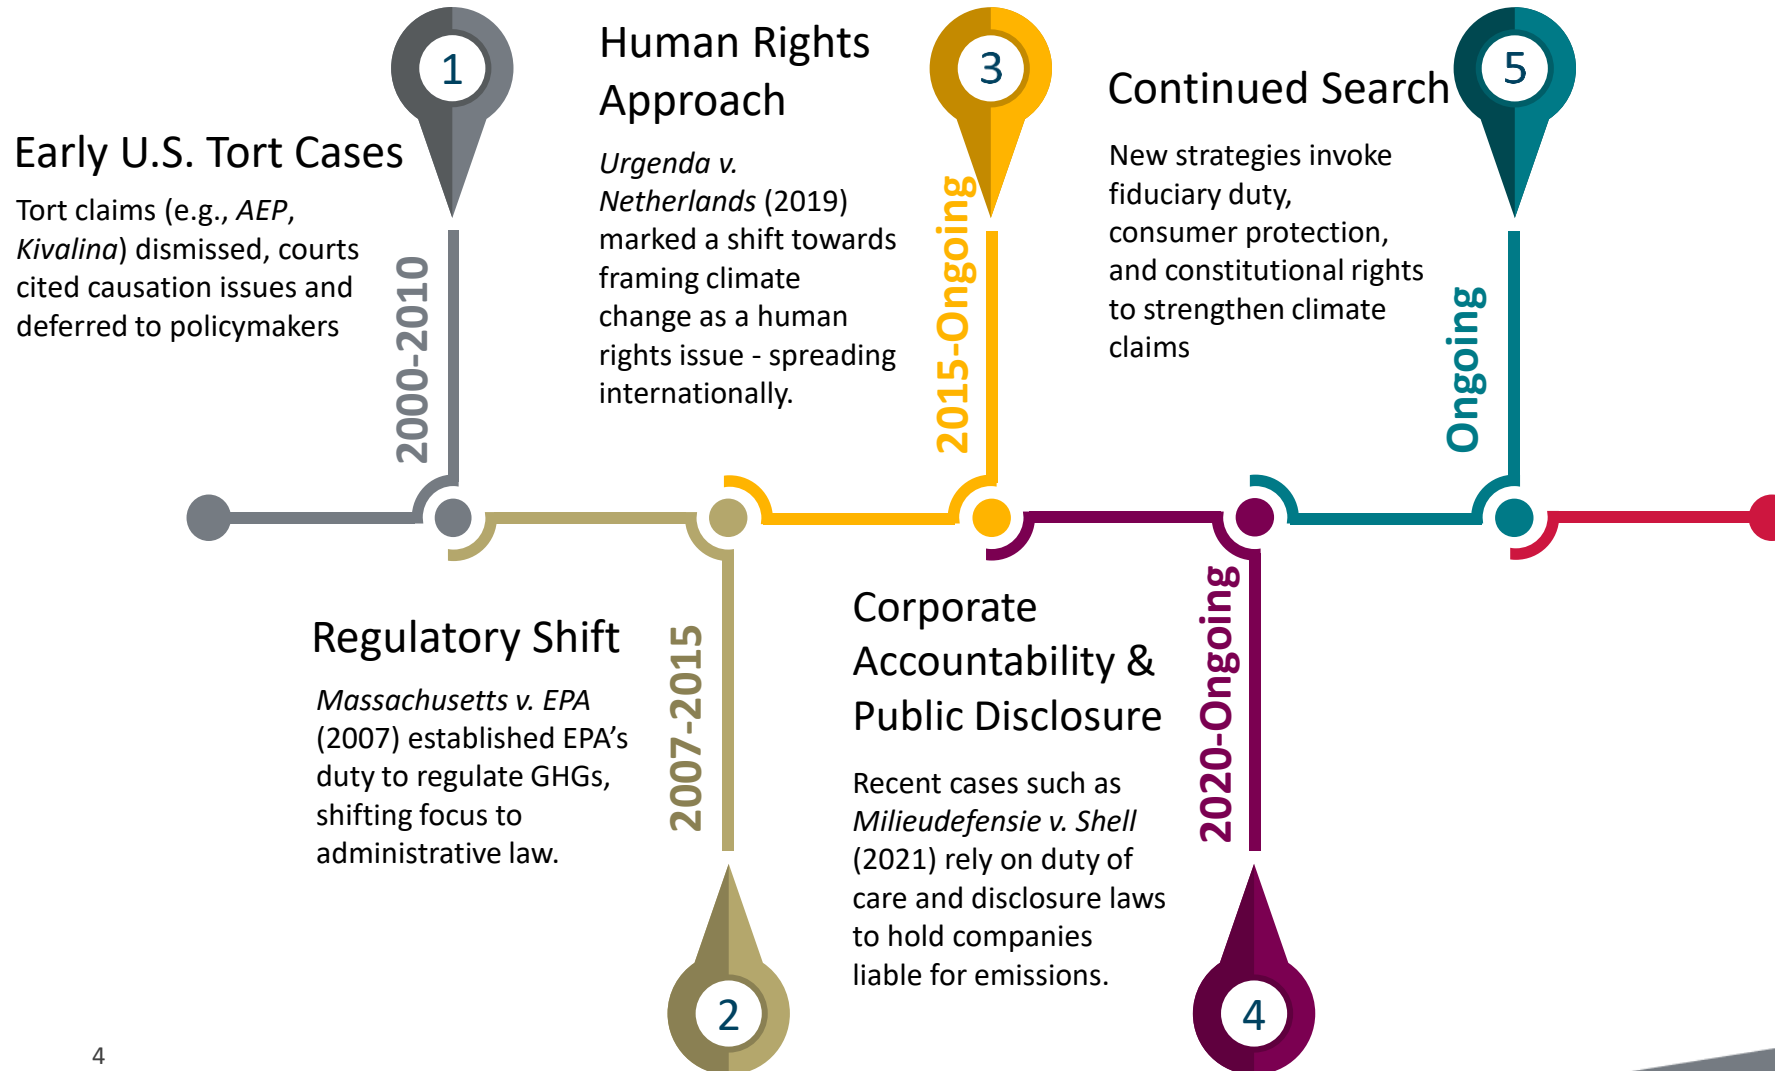 1
Early U.S. Tort Cases
Tort claims (e.g., AEP,
Kivalina) dismissed, courts
cited causation issues and
deferred to policymakers
2000-2010
Regulatory Shift
Massachusetts v. EPA
(2007) established EPA’s
duty to regulate GHGs,
shifting focus to
administrative law.
2007-2015
2
Human Rights
Approach
Urgenda v.
Netherlands (2019)
marked a shift towards
framing climate
change as a human
rights issue - spreading
internationally.
3
2015-Ongoing
Corporate
Accountability &
Public Disclosure
Recent cases such as
Milieudefensie v. Shell
(2021) rely on duty of
care and disclosure laws
to hold companies
liable for emissions.
2020-Ongoing
4
Continued Search
New strategies invoke
fiduciary duty,
consumer protection,
and constitutional rights
to strengthen climate
claims
5
Ongoing
4